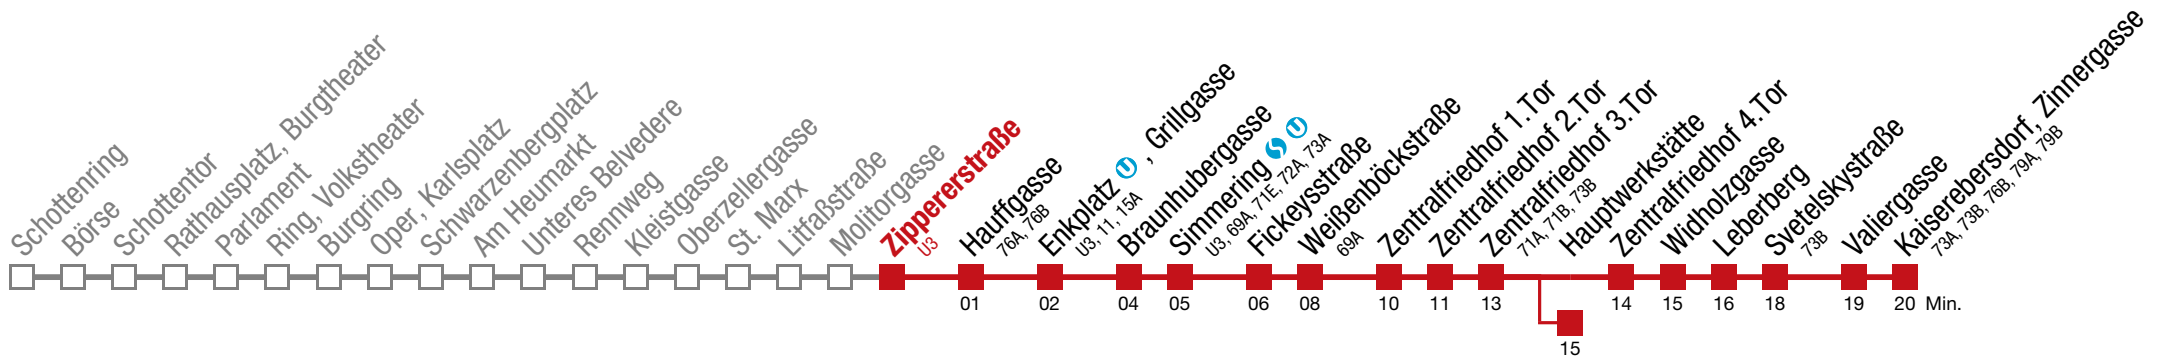 Schottenring
Börse
Schottentor
Rathausplatz, Burgtheater
Parlament
Ring, Volkstheater
Burgring
Oper, Karlsplatz
Schwarzenbergplatz
Am Heumarkt
Unteres Belvedere
Rennweg
Kleistgasse
Oberzellergasse
St. Marx
Litfaßstraße
Molitorgasse
Zippererstraße
U3
Hauffgasse
76A, 76B
Enkplatz U, Grillgasse
U3, 11, 15A
Braunhubergasse
Simmering S U
U3, 69A, 71E, 72A, 73A
Fickeysstraße
Weißenböckstraße
69A
Zentralfriedhof 1.Tor
Zentralfriedhof 2.Tor
Zentralfriedhof 3.Tor
71A, 71B, 73B
Hauptwerkstätte
Zentralfriedhof 4.Tor
Widholzgasse
Leberberg
Svetelskystraße
73B
Valiergasse
Kaiserebersdorf, Zinnergasse
73A, 73B, 76B, 79A, 79B
01 02 04 05 06 08 10 11 13 14 15 16 18 19 20 Min.
15